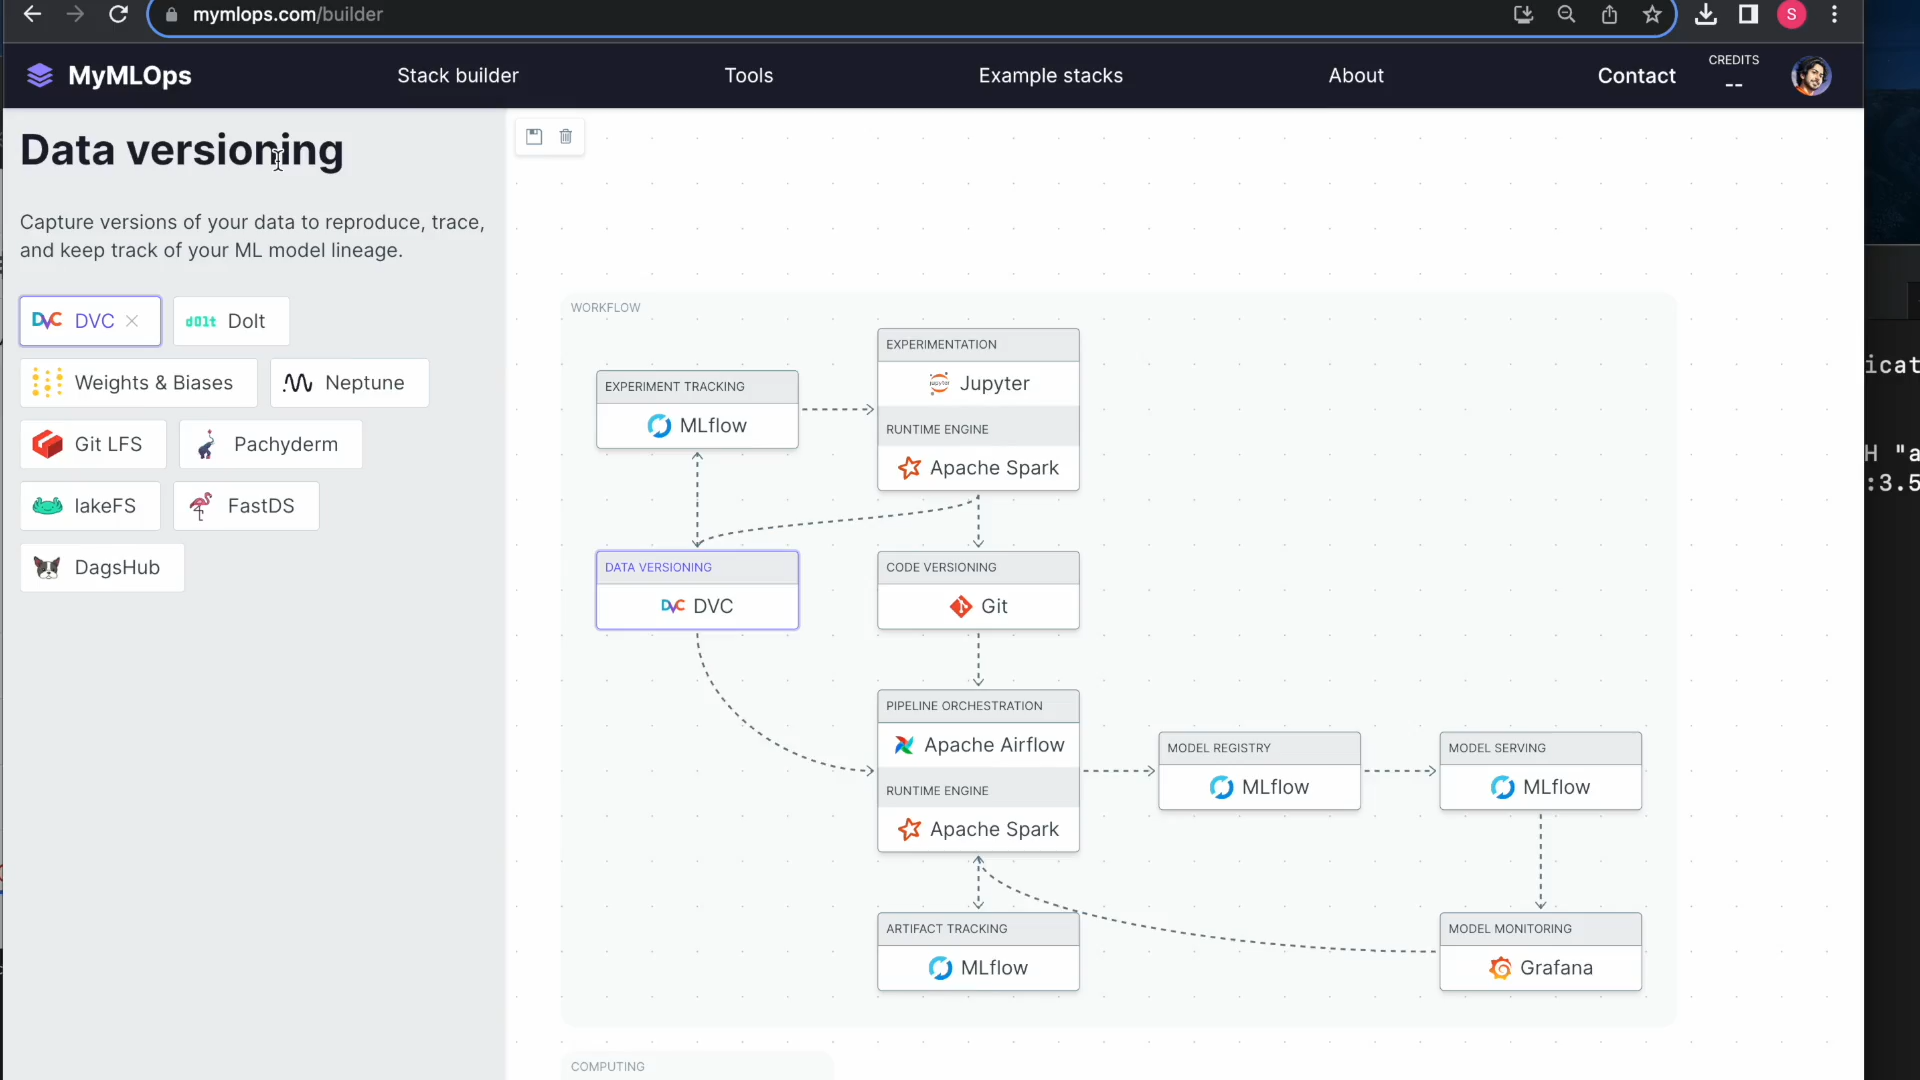 mymlops.com/builder
S
MyMLOps
Stack builder
Tools
Example stacks
About
Contact
CREDITS
--
Data versioning
Capture versions of your data to reproduce, trace,
and keep track of your ML model lineage.
DVC DVC
dolt Dolt
Weights & Biases
Neptune
Git LFS
Pachyderm
lakeFS
FastDS
DagsHub
WORKFLOW
EXPERIMENT TRACKING
MLflow
EXPERIMENTATION
jupyter Jupyter
RUNTIME ENGINE
Apache Spark
DATA VERSIONING
DVC DVC
CODE VERSIONING
Git
PIPELINE ORCHESTRATION
Apache Airflow
RUNTIME ENGINE
Apache Spark
MODEL REGISTRY
MLflow
MODEL SERVING
MLflow
ARTIFACT TRACKING
MLflow
MODEL MONITORING
Grafana
COMPUTING
icat
H "a
:3.5